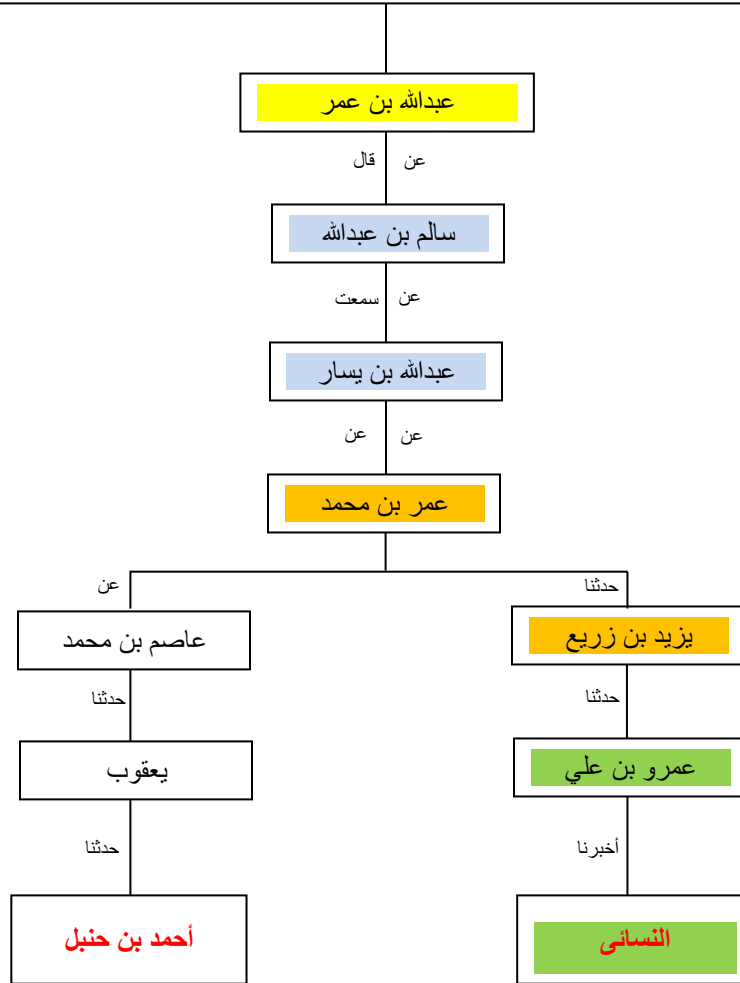 عبدالله بن عمر
عن
قال
سالم بن عبدالله
عن
سمعت
عبدالله بن يسار
عن
عن
عمر بن محمد
حدثنا
عن
يزيد بن زريع
عاصم بن محمد
حدثنا
حدثنا
عمرو بن علي
يعقوب
أخبرنا
حدثنا
النسائى
أحمد بن حنبل